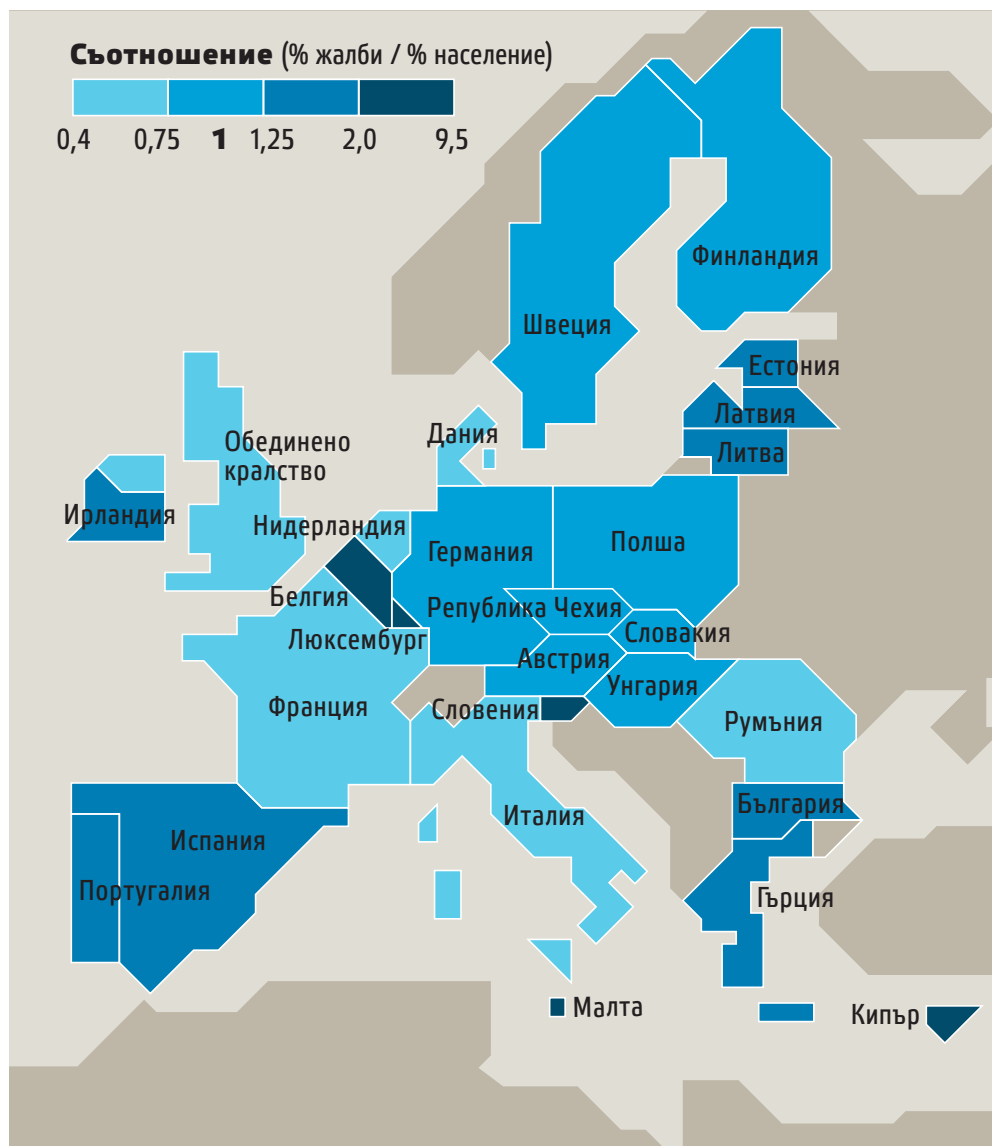 Съотношение (% жалби / % население)
0,4 0,75 1 1,25 2,0 9,5
Финландия
Швеция
Естония
Латвия
Литва
Дания
Обединено
кралство
Ирландия
Нидерландия
Германия
Полша
Белгия
Република Чехия
Люксембург
Словакия
Австрия
Унгария
Франция
Словения
Румъния
България
Италия
Испания
Португалия
Гърция
Малта
Кипър